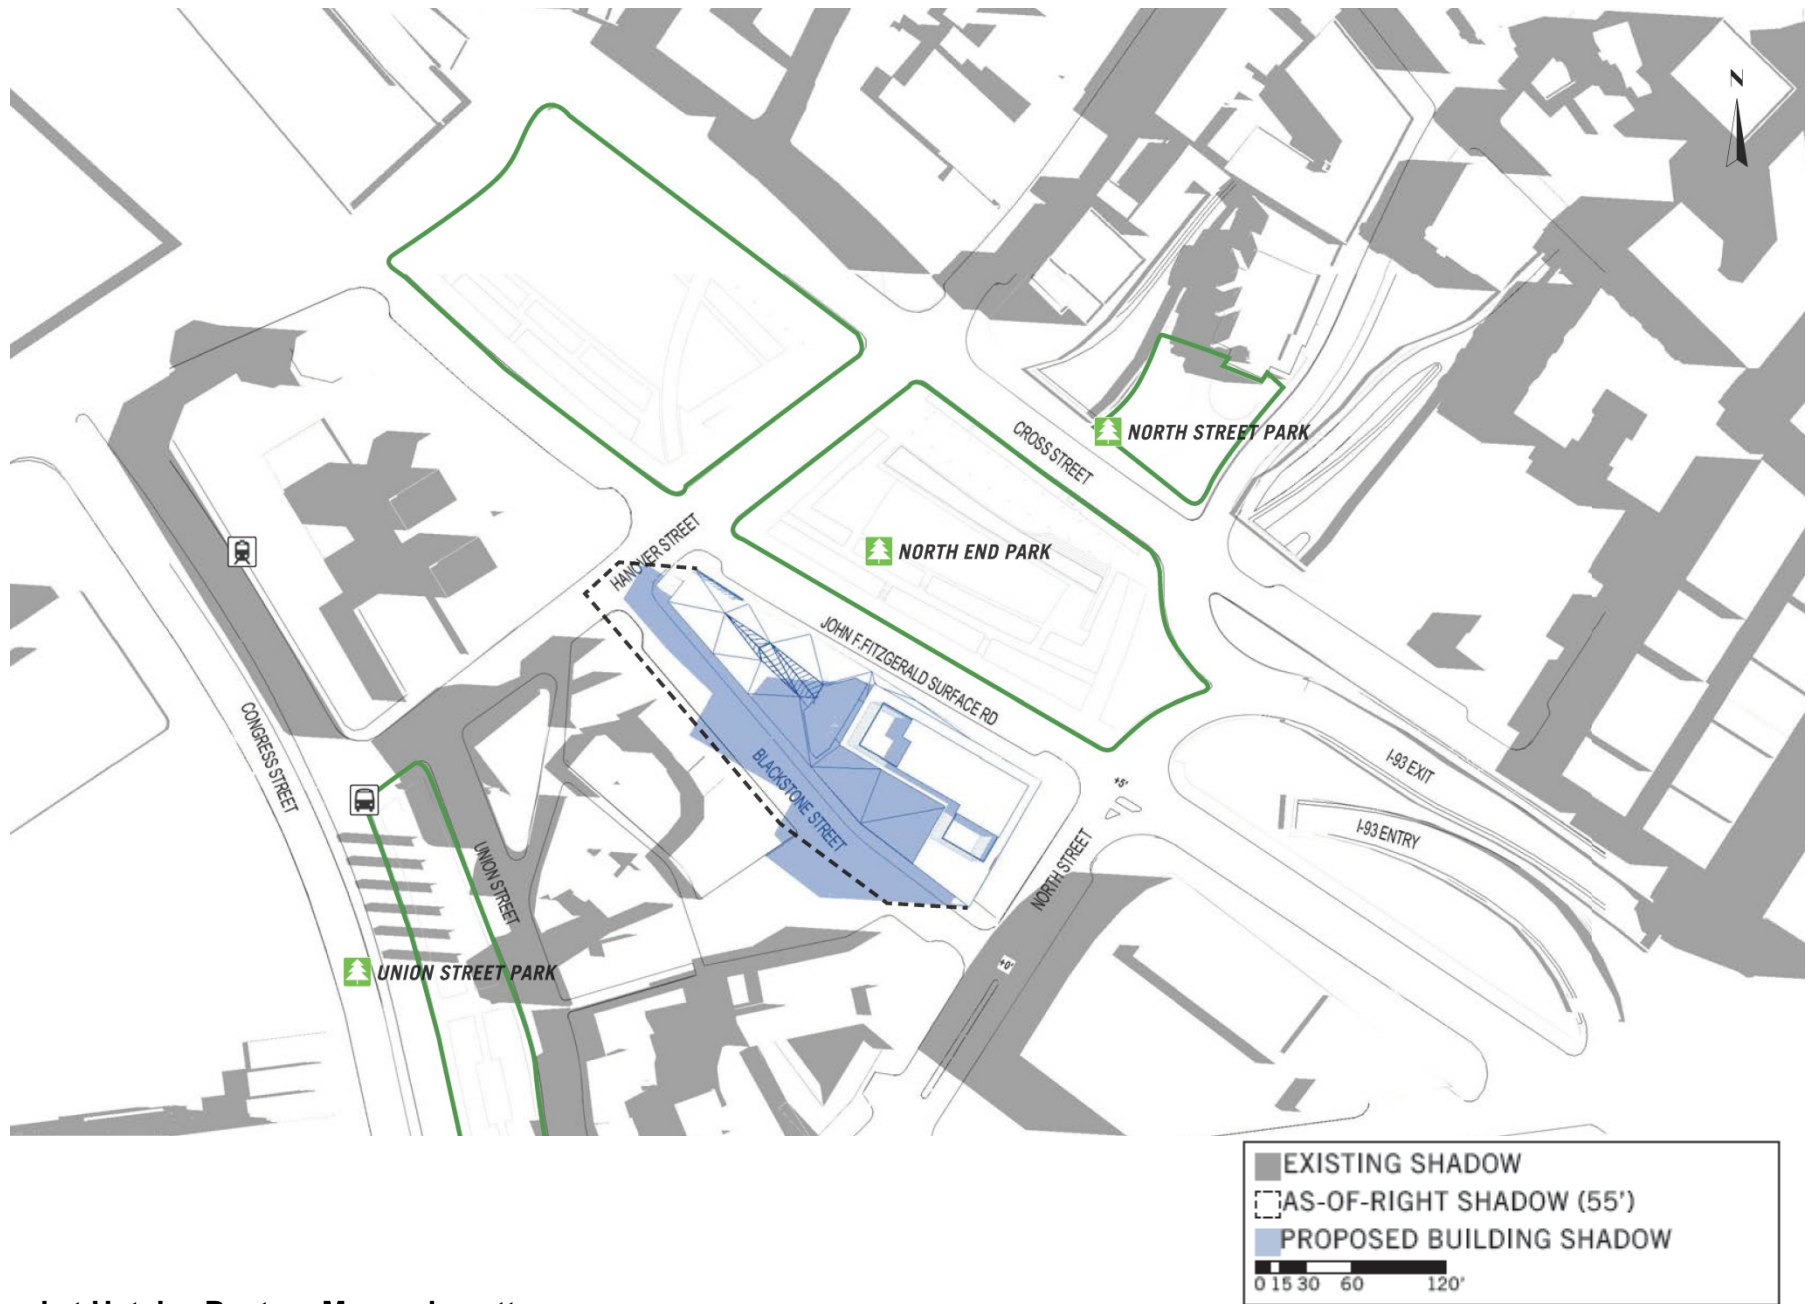 N
NORTH STREET PARK
CROSS STREET
NORTH END PARK
HANOVER STREET
JOHN F.FITZGERALD SURFACE RD
CONGRESS STREET
BLACKSTONE STREET
I-93 EXIT
+5'
I-93 ENTRY
UNION STREET
NORTH STREET
+0'
UNION STREET PARK
EXISTING SHADOW
AS-OF-RIGHT SHADOW (55')
PROPOSED BUILDING SHADOW
0 15 30 60 120'